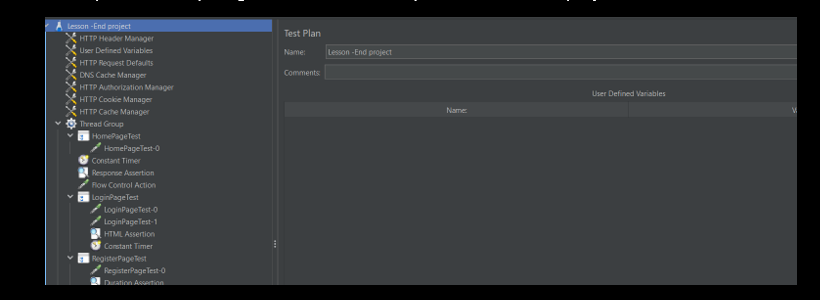 Lesson -End project
HTTP Header Manager
User Defined Variables
HTTP Request Defaults
DNS Cache Manager
HTTP Authorization Manager
HTTP Cookie Manager
HTTP Cache Manager
Thread Group
HomePageTest
HomePageTest-0
Constant Timer
Response Assertion
Flow Control Action
LoginPageTest
LoginPageTest-0
LoginPageTest-1
HTML Assertion
Constant Timer
RegisterPageTest
RegisterPageTest-0
Duration Assertion
Test Plan
Name: Lesson -End project
Comments:
User Defined Variables
Name: